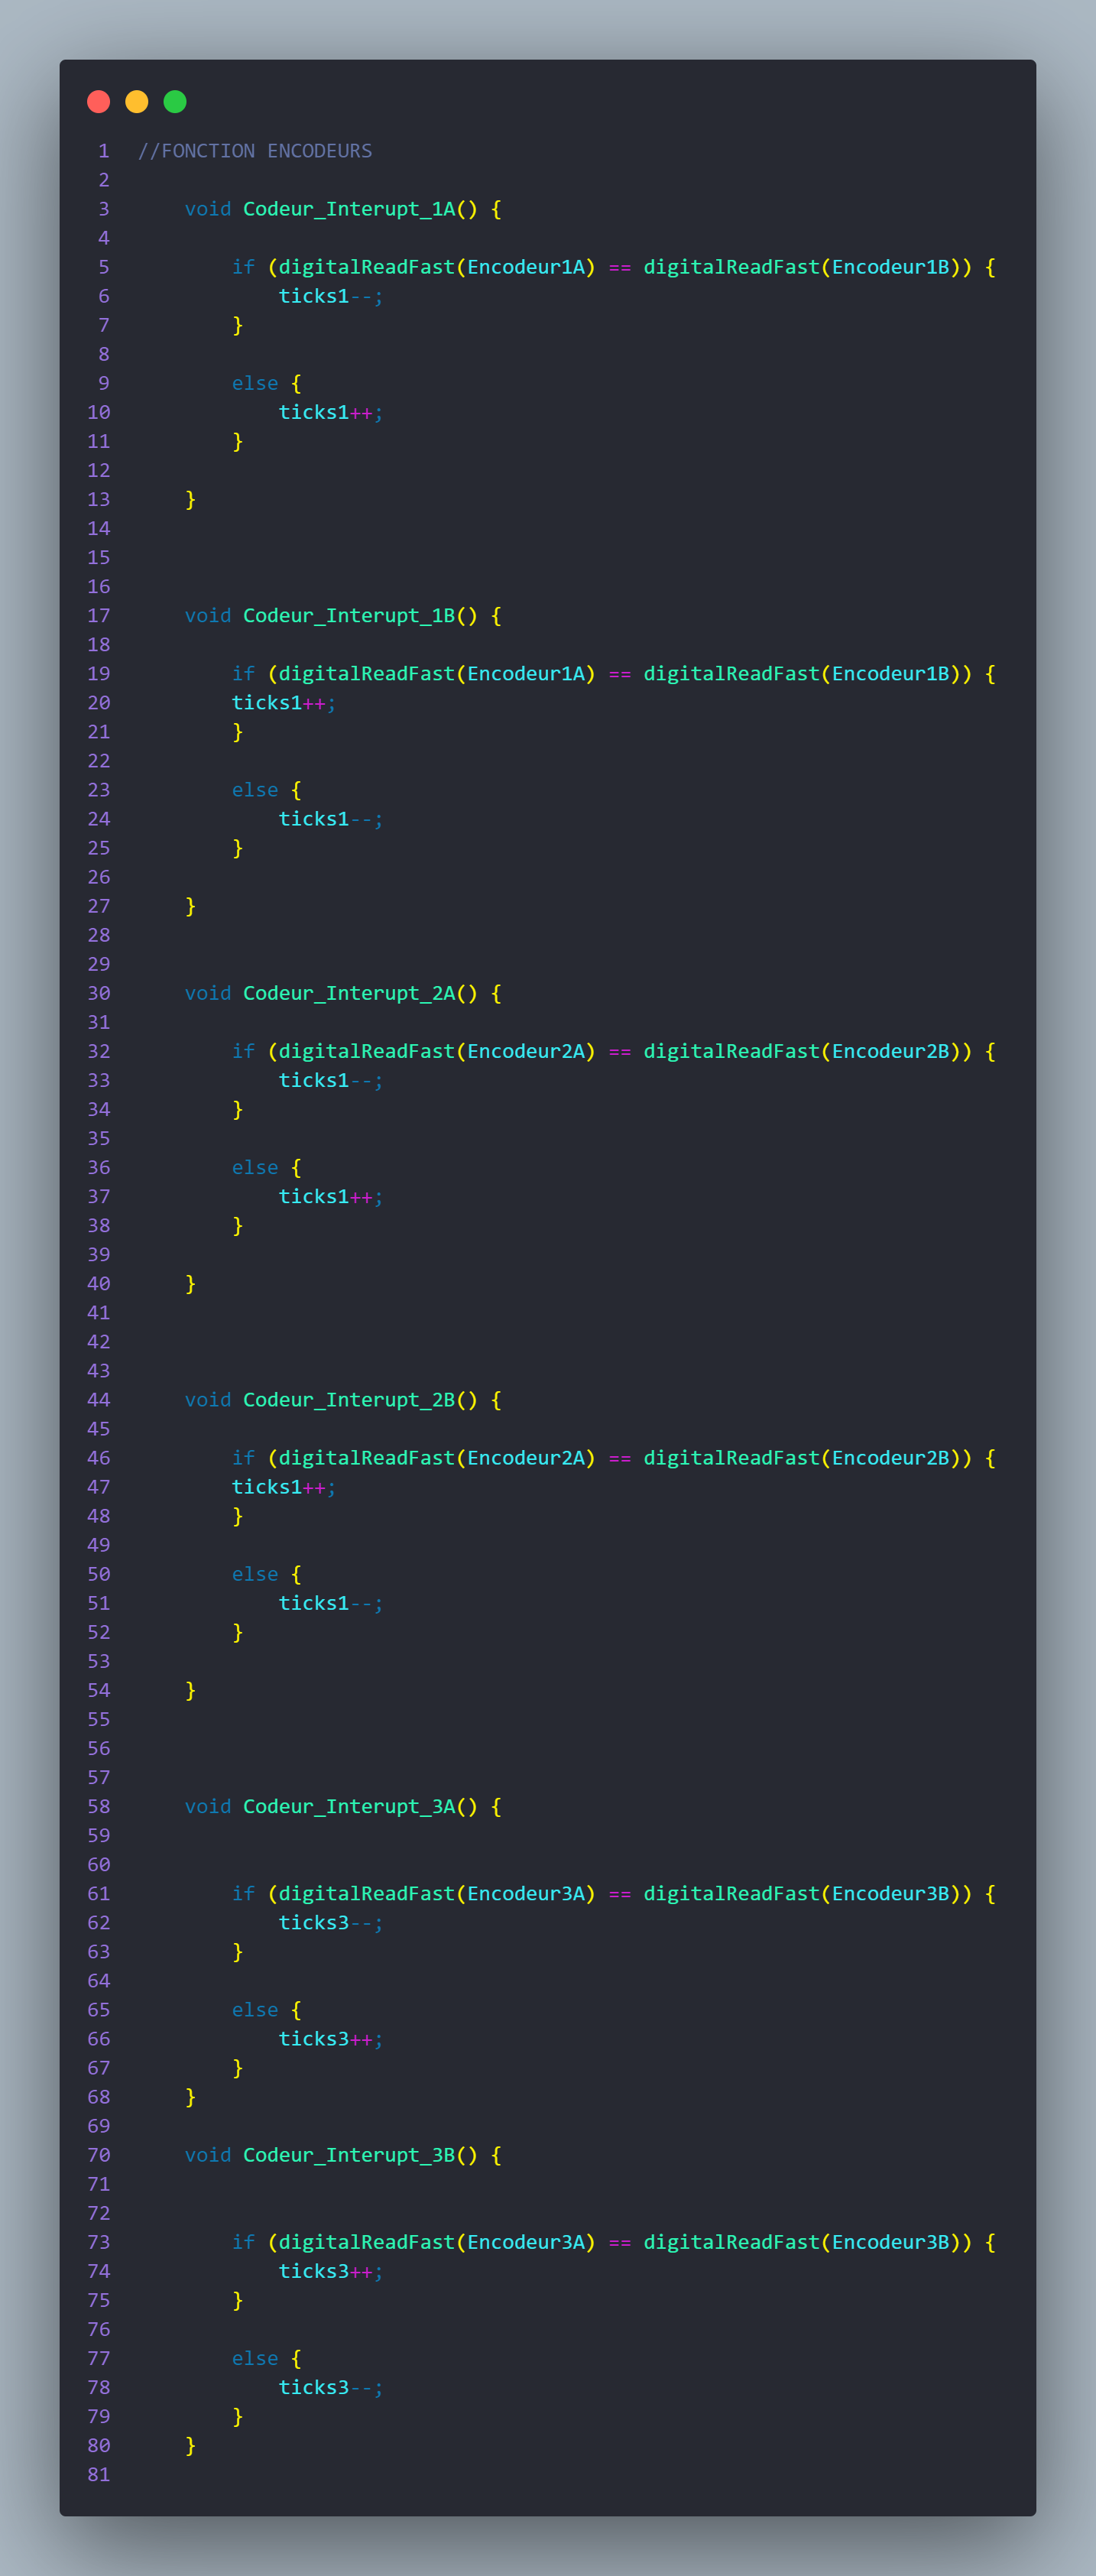 1 //FONCTION ENCODEURS
2
3 void Codeur_Interupt_1A() {
4
5 if (digitalReadFast(Encodeur1A) == digitalReadFast(Encodeur1B)) {
6 ticks1--;
7 }
8
9 else {
10 ticks1++;
11 }
12
13 }
14
15
16
17 void Codeur_Interupt_1B() {
18
19 if (digitalReadFast(Encodeur1A) == digitalReadFast(Encodeur1B)) {
20 ticks1++;
21 }
22
23 else {
24 ticks1--;
25 }
26
27 }
28
29
30 void Codeur_Interupt_2A() {
31
32 if (digitalReadFast(Encodeur2A) == digitalReadFast(Encodeur2B)) {
33 ticks1--;
34 }
35
36 else {
37 ticks1++;
38 }
39
40 }
41
42
43
44 void Codeur_Interupt_2B() {
45
46 if (digitalReadFast(Encodeur2A) == digitalReadFast(Encodeur2B)) {
47 ticks1++;
48 }
49
50 else {
51 ticks1--;
52 }
53
54 }
55
56
57
58 void Codeur_Interupt_3A() {
59
60
61 if (digitalReadFast(Encodeur3A) == digitalReadFast(Encodeur3B)) {
62 ticks3--;
63 }
64
65 else {
66 ticks3++;
67 }
68 }
69
70 void Codeur_Interupt_3B() {
71
72
73 if (digitalReadFast(Encodeur3A) == digitalReadFast(Encodeur3B)) {
74 ticks3++;
75 }
76
77 else {
78 ticks3--;
79 }
80 }
81